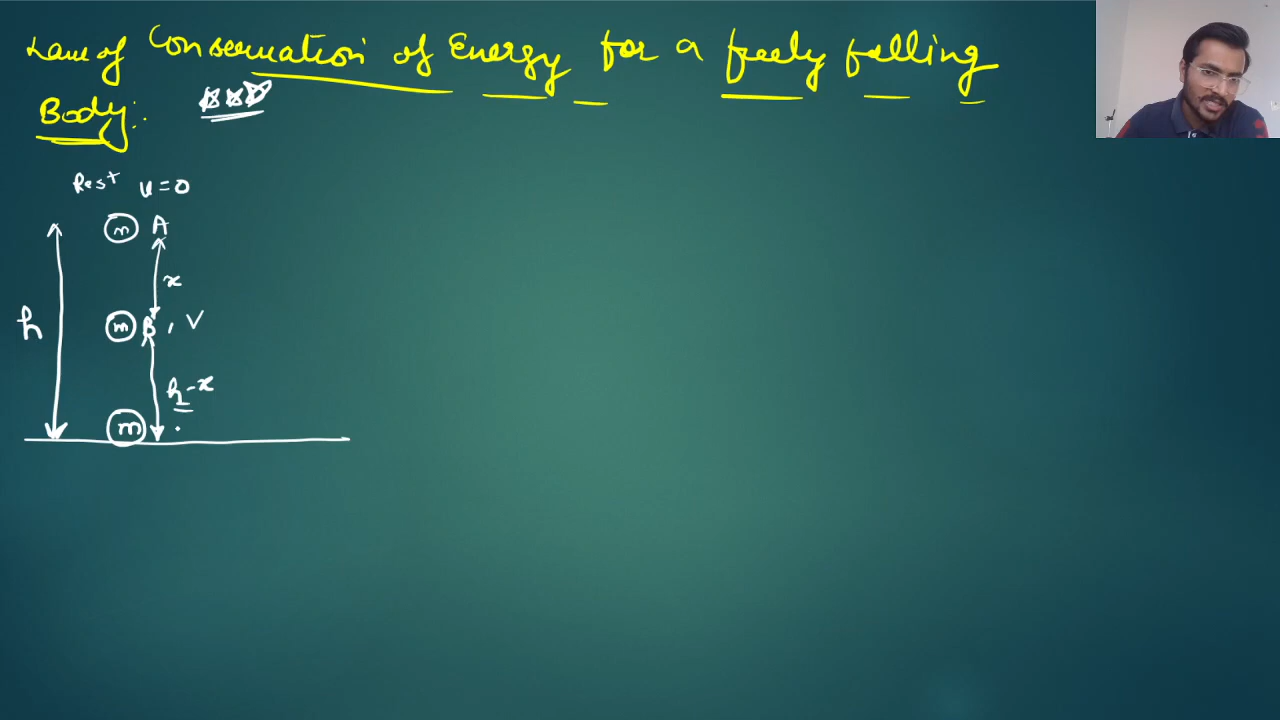 Law of Conservation of Energy for a freely falling
Body:
Rest u = 0
m A
x
h
m B, V
h - x
m